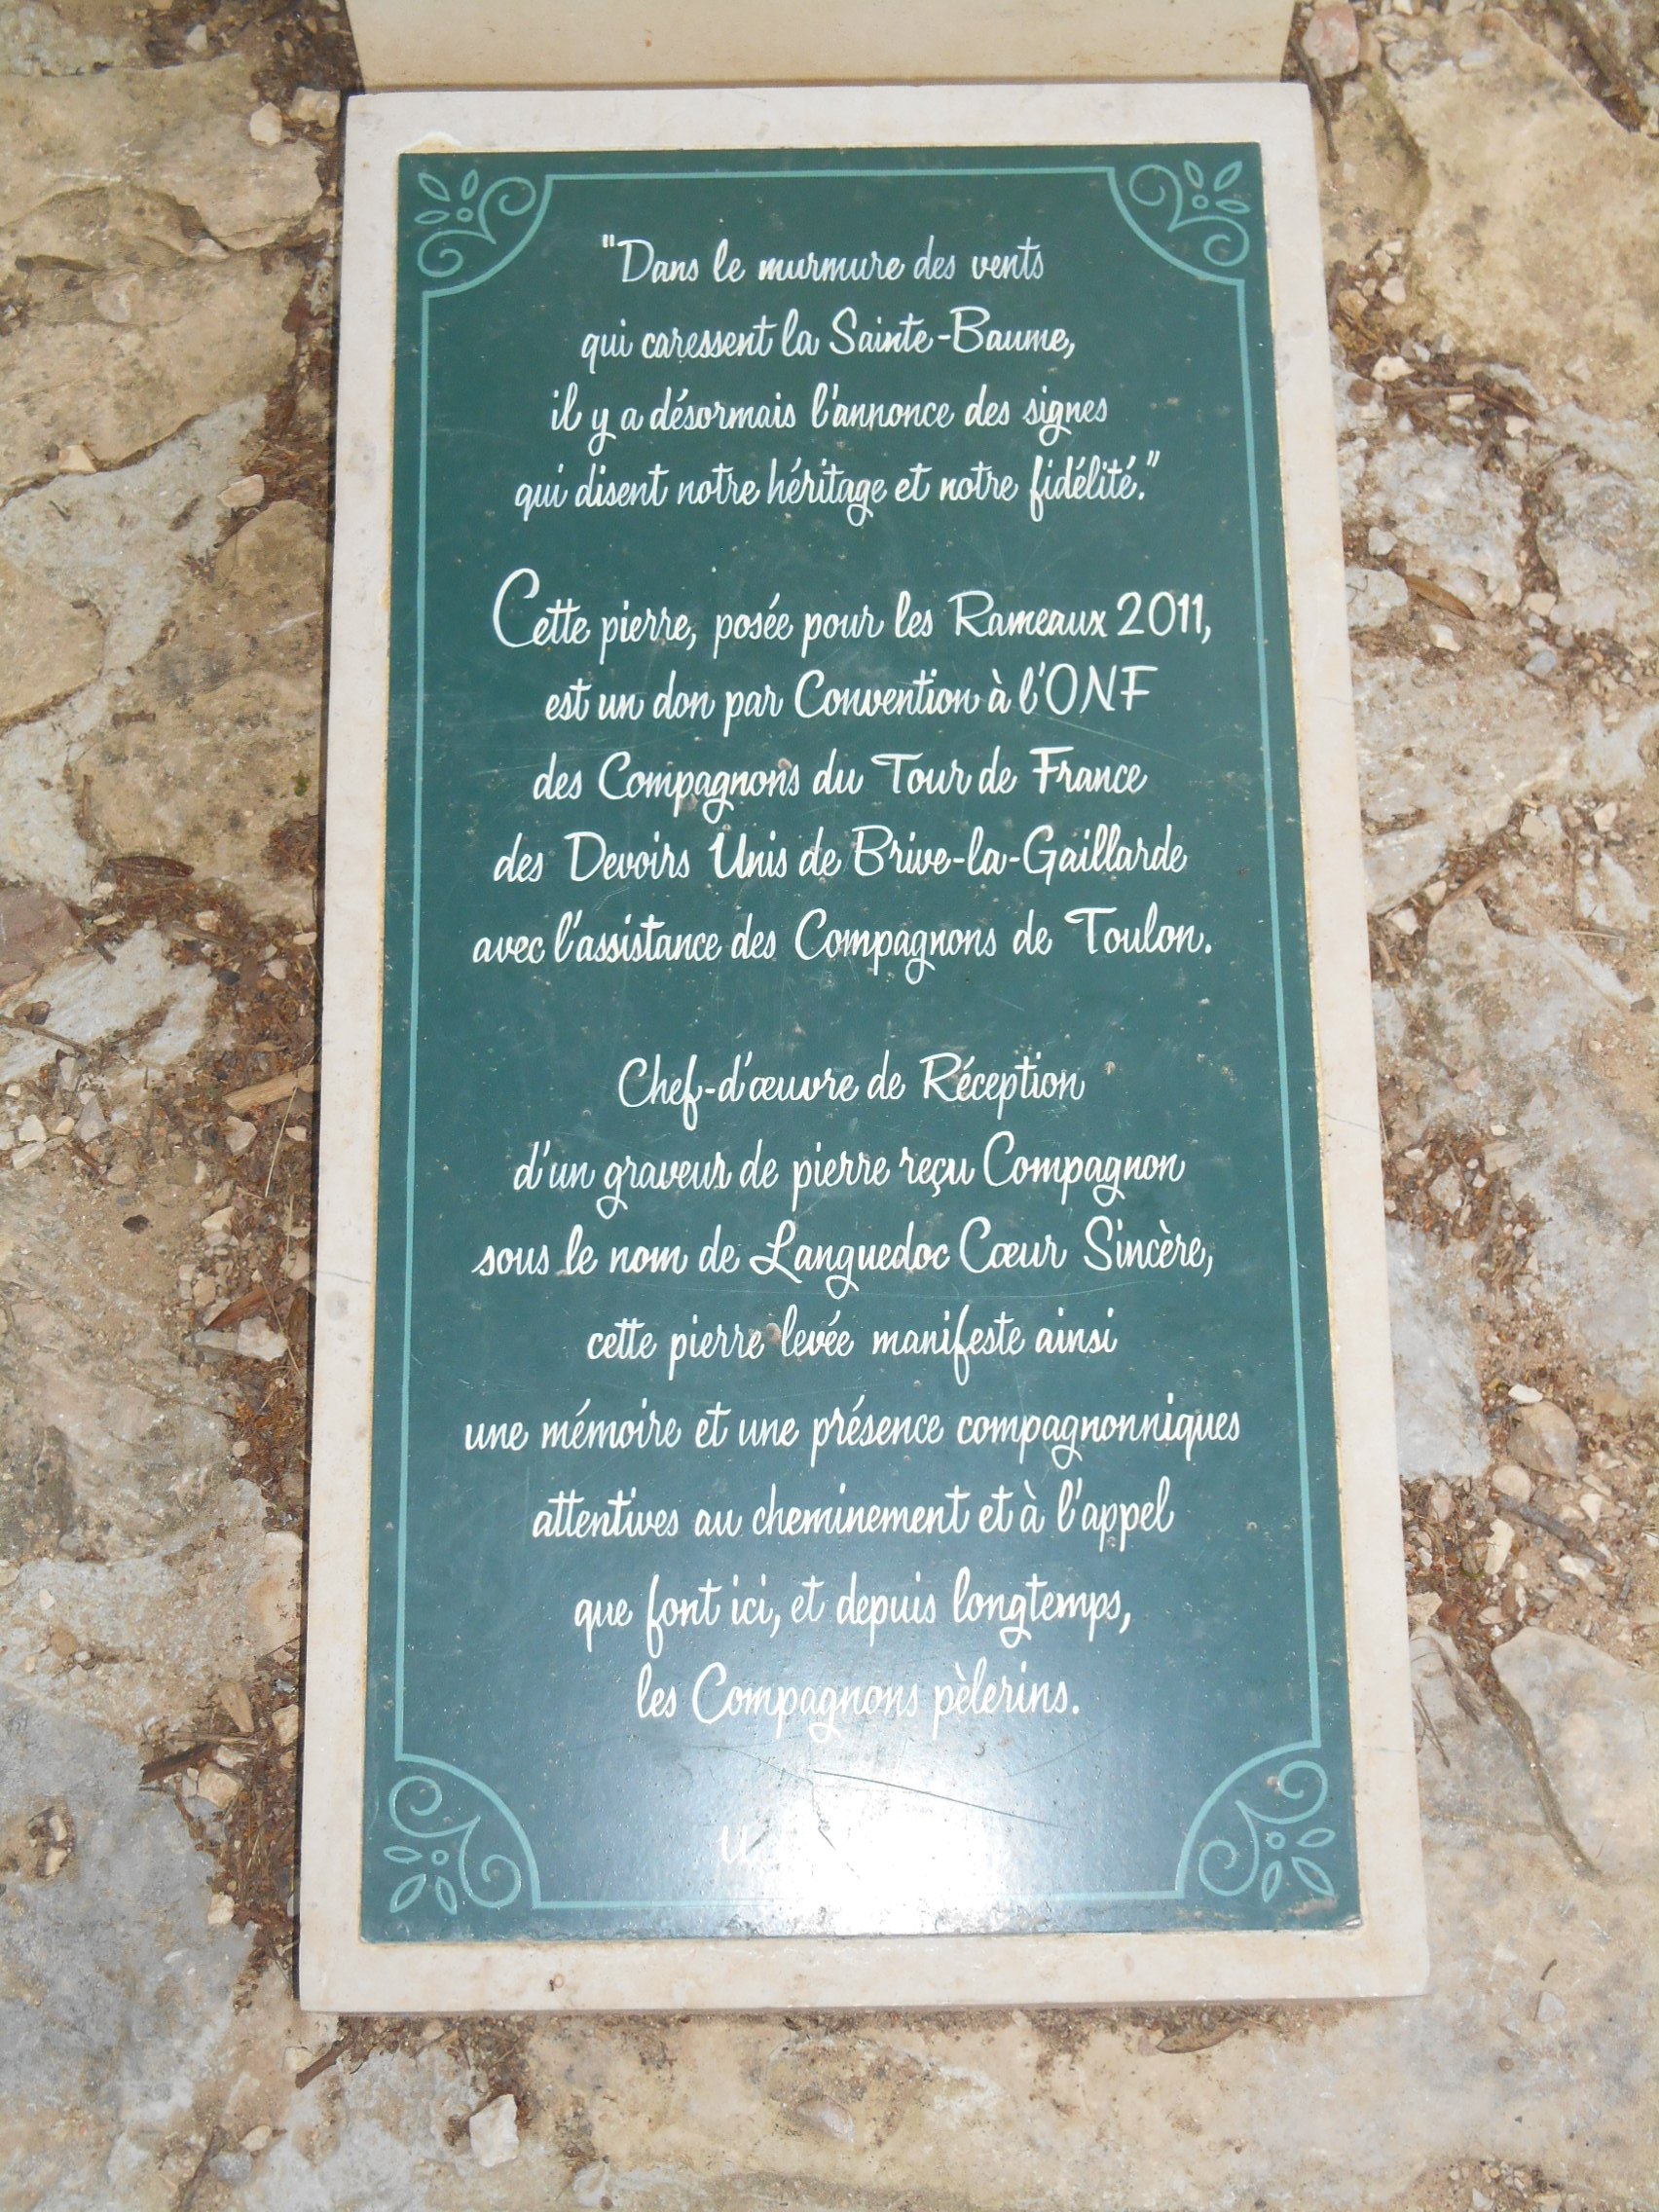 "Dans le murmure des vents
qui caressent la Sainte-Baume,
il y a désormais l'annonce des signes
qui disent notre héritage et notre fidélité."
Cette pierre, posée pour les Rameaux 2011,
est un don par Convention à l'ONF
des Compagnons du Tour de France
des Devoirs Unis de Brive-la-Gaillarde
avec l'assistance des Compagnons de Toulon.
Chef-d'œuvre de Réception
d'un graveur de pierre reçu Compagnon
sous le nom de Languedoc Cœur Sincère,
cette pierre levée manifeste ainsi
une mémoire et une présence compagnonniques
attentives au cheminement et à l'appel
que font ici, et depuis longtemps,
les Compagnons pèlerins.